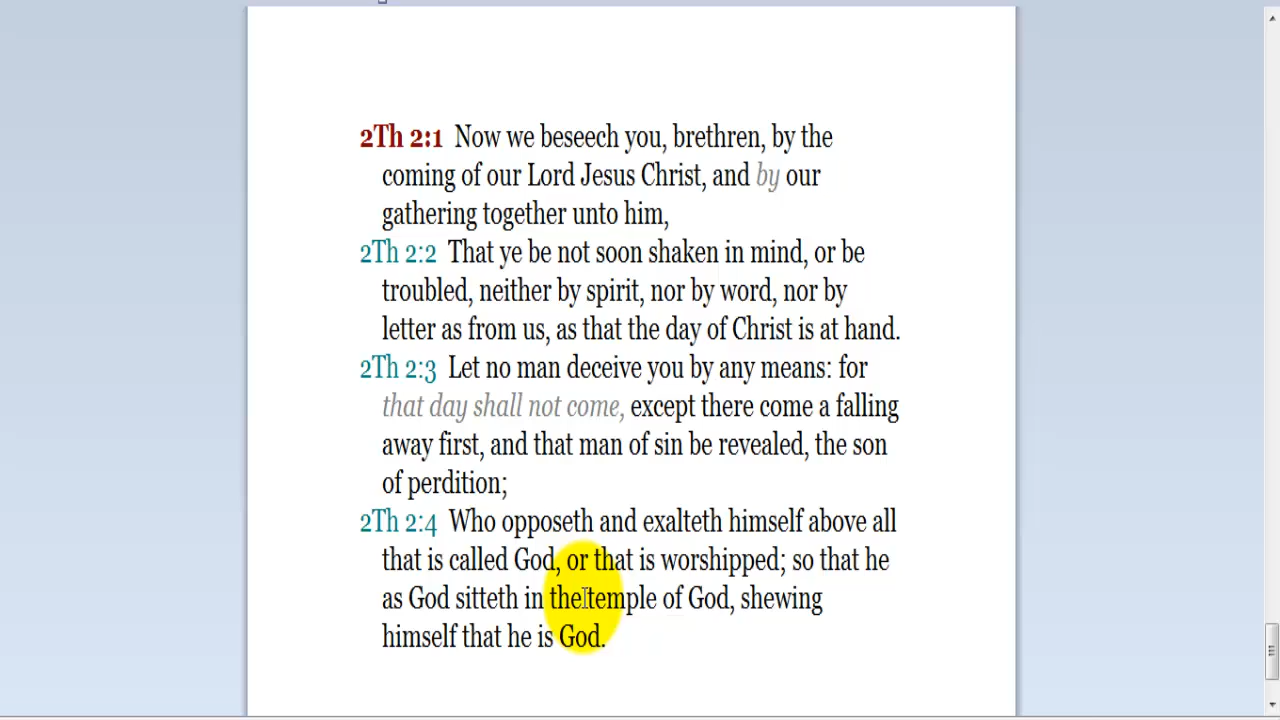 2Th 2:1 Now we beseech you, brethren, by the
coming of our Lord Jesus Christ, and by our
gathering together unto him,
2Th 2:2 That ye be not soon shaken in mind, or be
troubled, neither by spirit, nor by word, nor by
letter as from us, as that the day of Christ is at hand.
2Th 2:3 Let no man deceive you by any means: for
that day shall not come, except there come a falling
away first, and that man of sin be revealed, the son
of perdition;
2Th 2:4 Who opposeth and exalteth himself above all
that is called God, or that is worshipped; so that he
as God sitteth in the temple of God, shewing
himself that he is God.